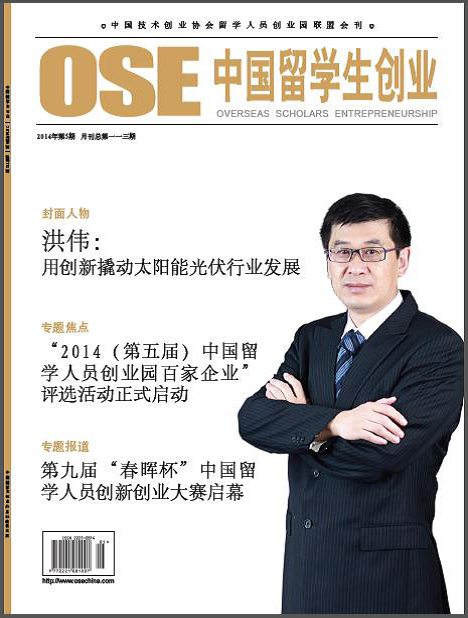 中国技术创业协会留学人员创业园联盟会刊
OSE 中国留学生创业
OVERSEAS SCHOLARS ENTREPRENEURSHIP
2014年第5期 月刊总第一一三期
封面人物
洪伟：
用创新撬动太阳能光伏行业发展
专题焦点
“2014（第五届）中国留
学人员创业园百家企业”
评选活动正式启动
专题报道
第九届“春晖杯”中国留
学人员创新创业大赛启幕
http://www.osechina.com